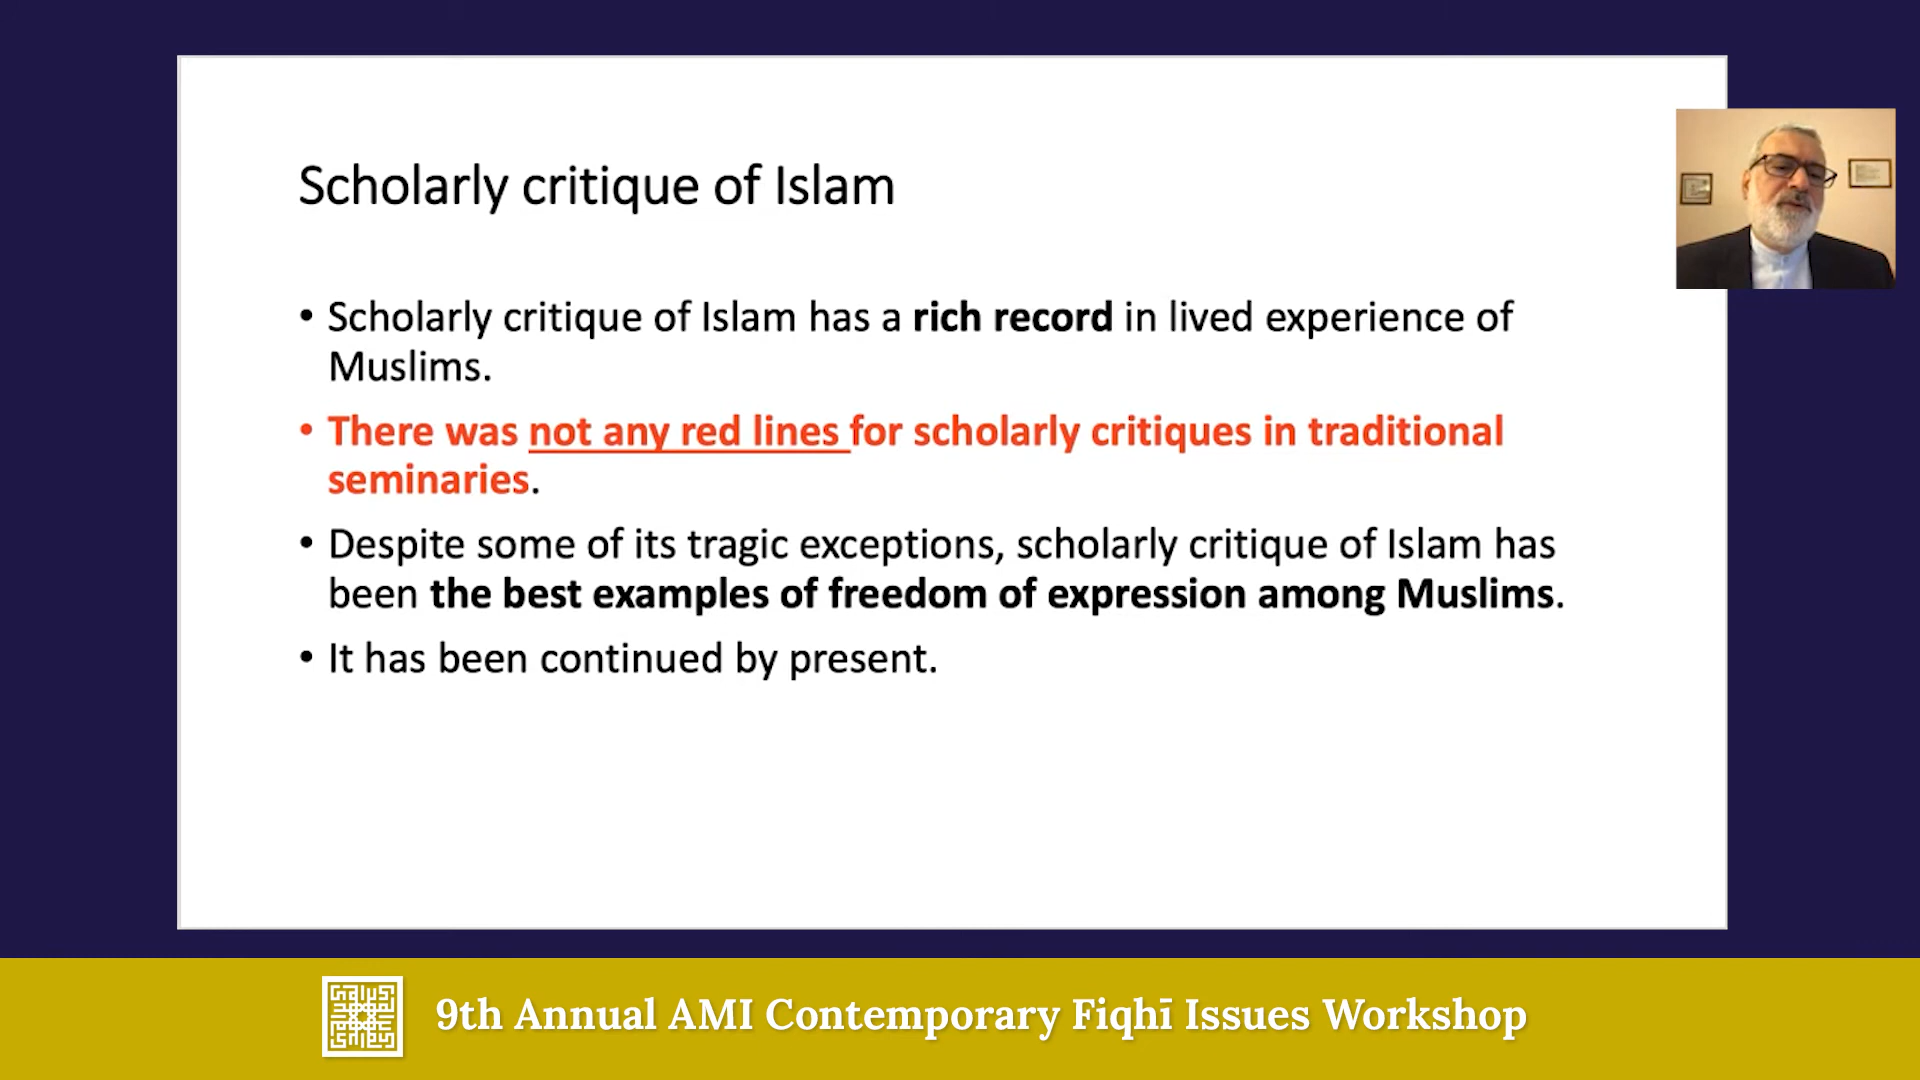 Scholarly critique of Islam
• Scholarly critique of Islam has a rich record in lived experience of
Muslims.
• There was not any red lines for scholarly critiques in traditional
seminaries.
• Despite some of its tragic exceptions, scholarly critique of Islam has
been the best examples of freedom of expression among Muslims.
• It has been continued by present.
9th Annual AMI Contemporary Fiqhī Issues Workshop